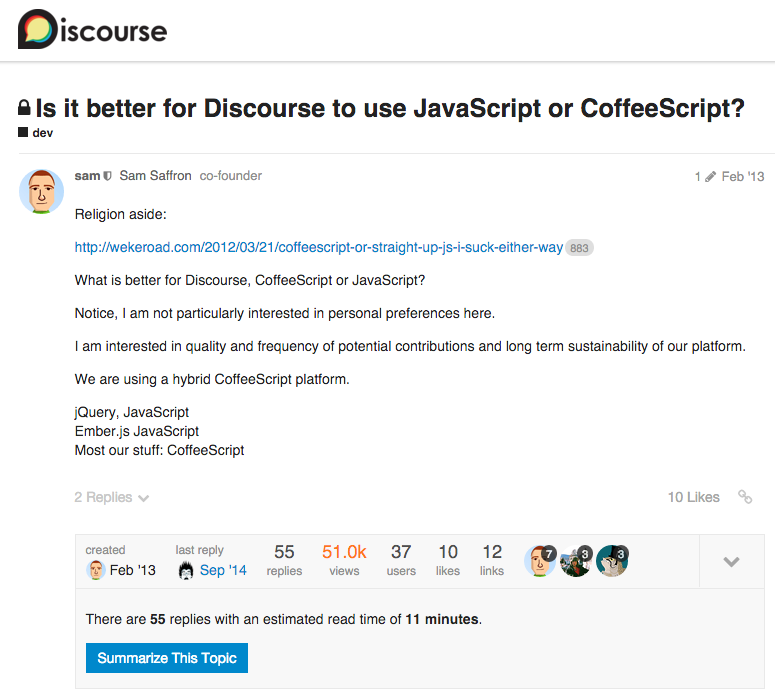 Discourse
Is it better for Discourse to use JavaScript or CoffeeScript?
dev
sam Sam Saffron co-founder 1 Feb '13
Religion aside:
http://wekeroad.com/2012/03/21/coffeescript-or-straight-up-js-i-suck-either-way 883
What is better for Discourse, CoffeeScript or JavaScript?
Notice, I am not particularly interested in personal preferences here.
I am interested in quality and frequency of potential contributions and long term sustainability of our platform.
We are using a hybrid CoffeeScript platform.
jQuery, JavaScript
Ember.js JavaScript
Most our stuff: CoffeeScript
2 Replies 10 Likes
created last reply 55 51.0k 37 10 12 7 3 3
Feb '13 Sep '14 replies views users likes links
There are 55 replies with an estimated read time of 11 minutes.
Summarize This Topic